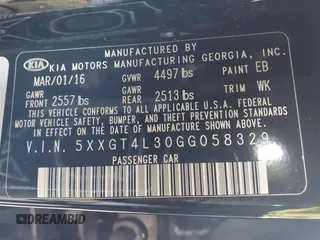 MANUFACTURED BY
KIA KIA MOTORS MANUFACTURING GEORGIA, INC.
MAR/01/16 GVWR 4497 lbs PAINT EB
GAWR FRONT 2557 lbs GAWR REAR 2513 lbs TRIM WK
THIS VEHICLE CONFORMS TO ALL APPLICABLE FEDERAL
MOTOR VEHICLE SAFETY, BUMPER, AND THEFT PREVENTION
STANDARDS IN EFFECT ON THE DATE OF MANUFACTURE SHOWN ABOVE.
V.I.N. 5XXGT4L30GG058329
PASSENGER CAR
DREAMBID